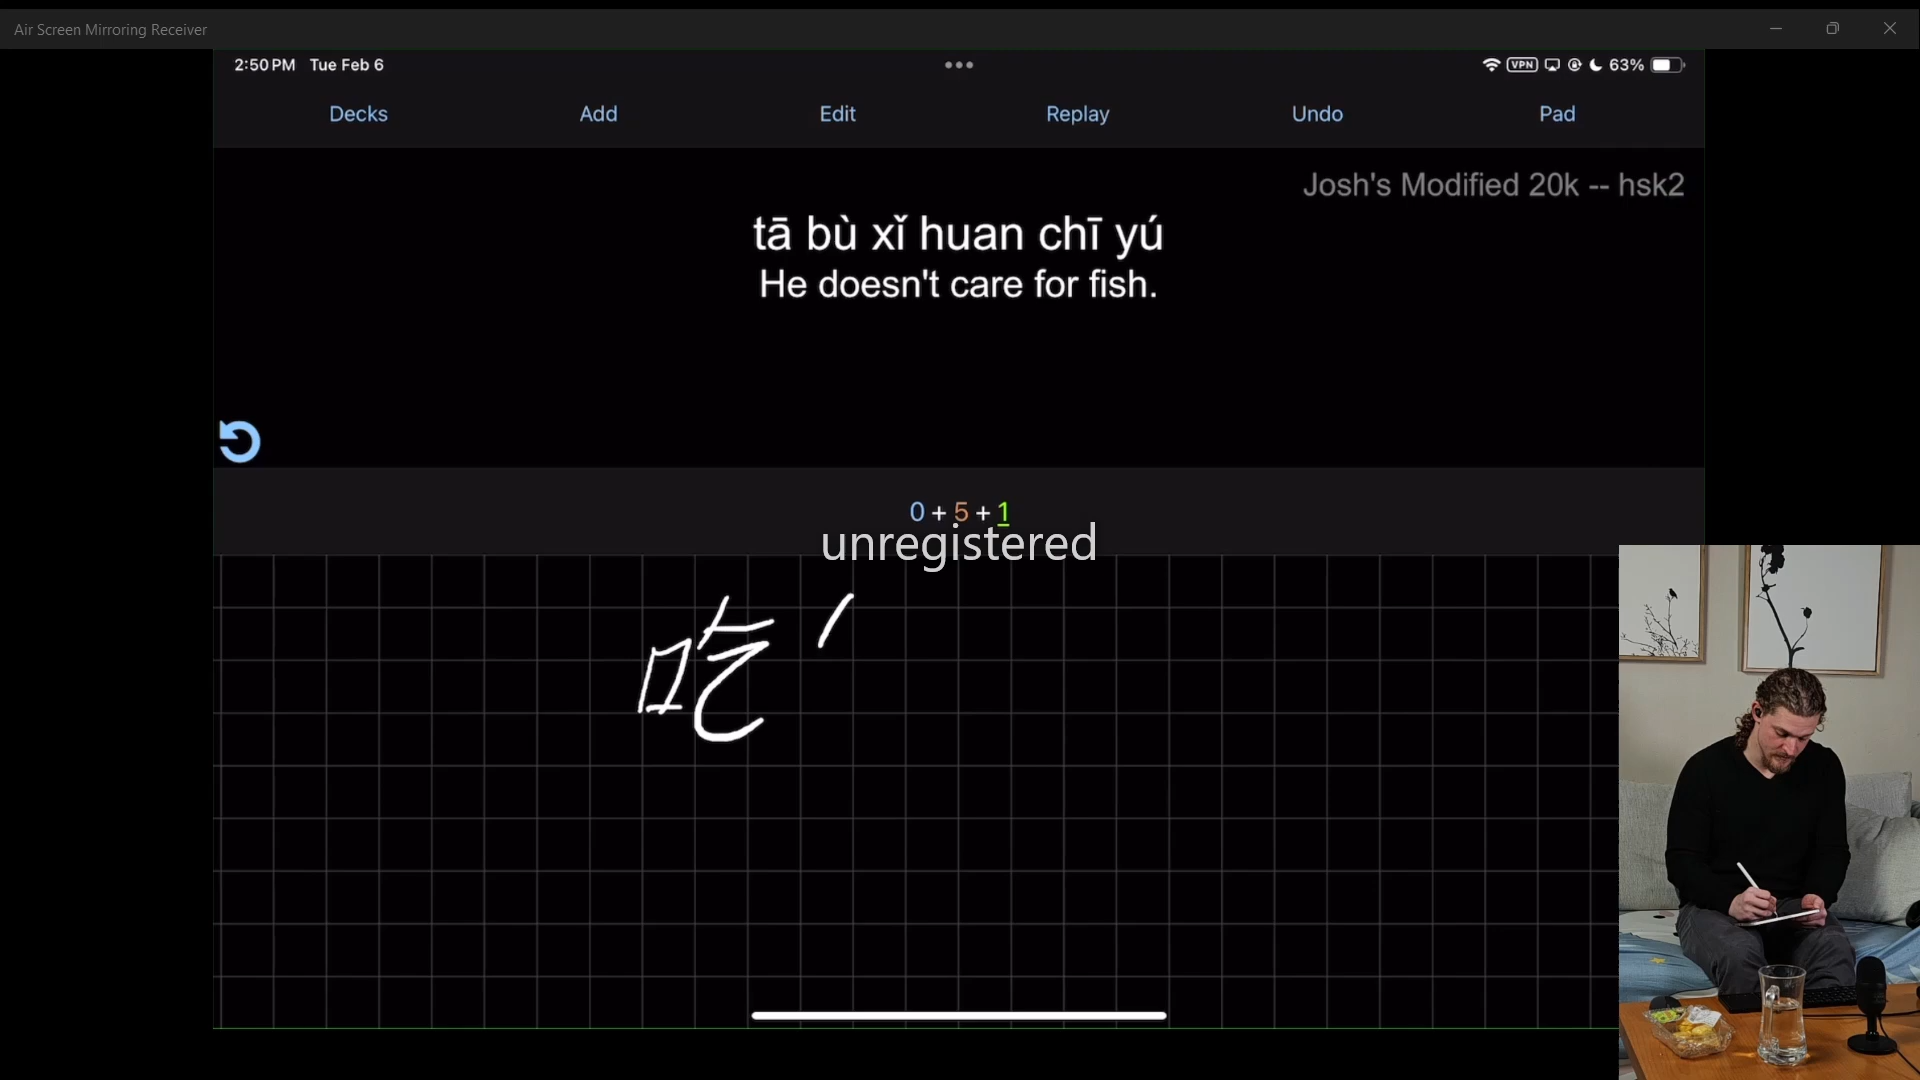 Air Screen Mirroring Receiver
2:50 PM Tue Feb 6 VPN 63%
Decks Add Edit Replay Undo Pad
Josh's Modified 20k -- hsk2
tā bù xǐ huan chī yú
He doesn't care for fish.
0 + 5 + 1
unregistered
吃